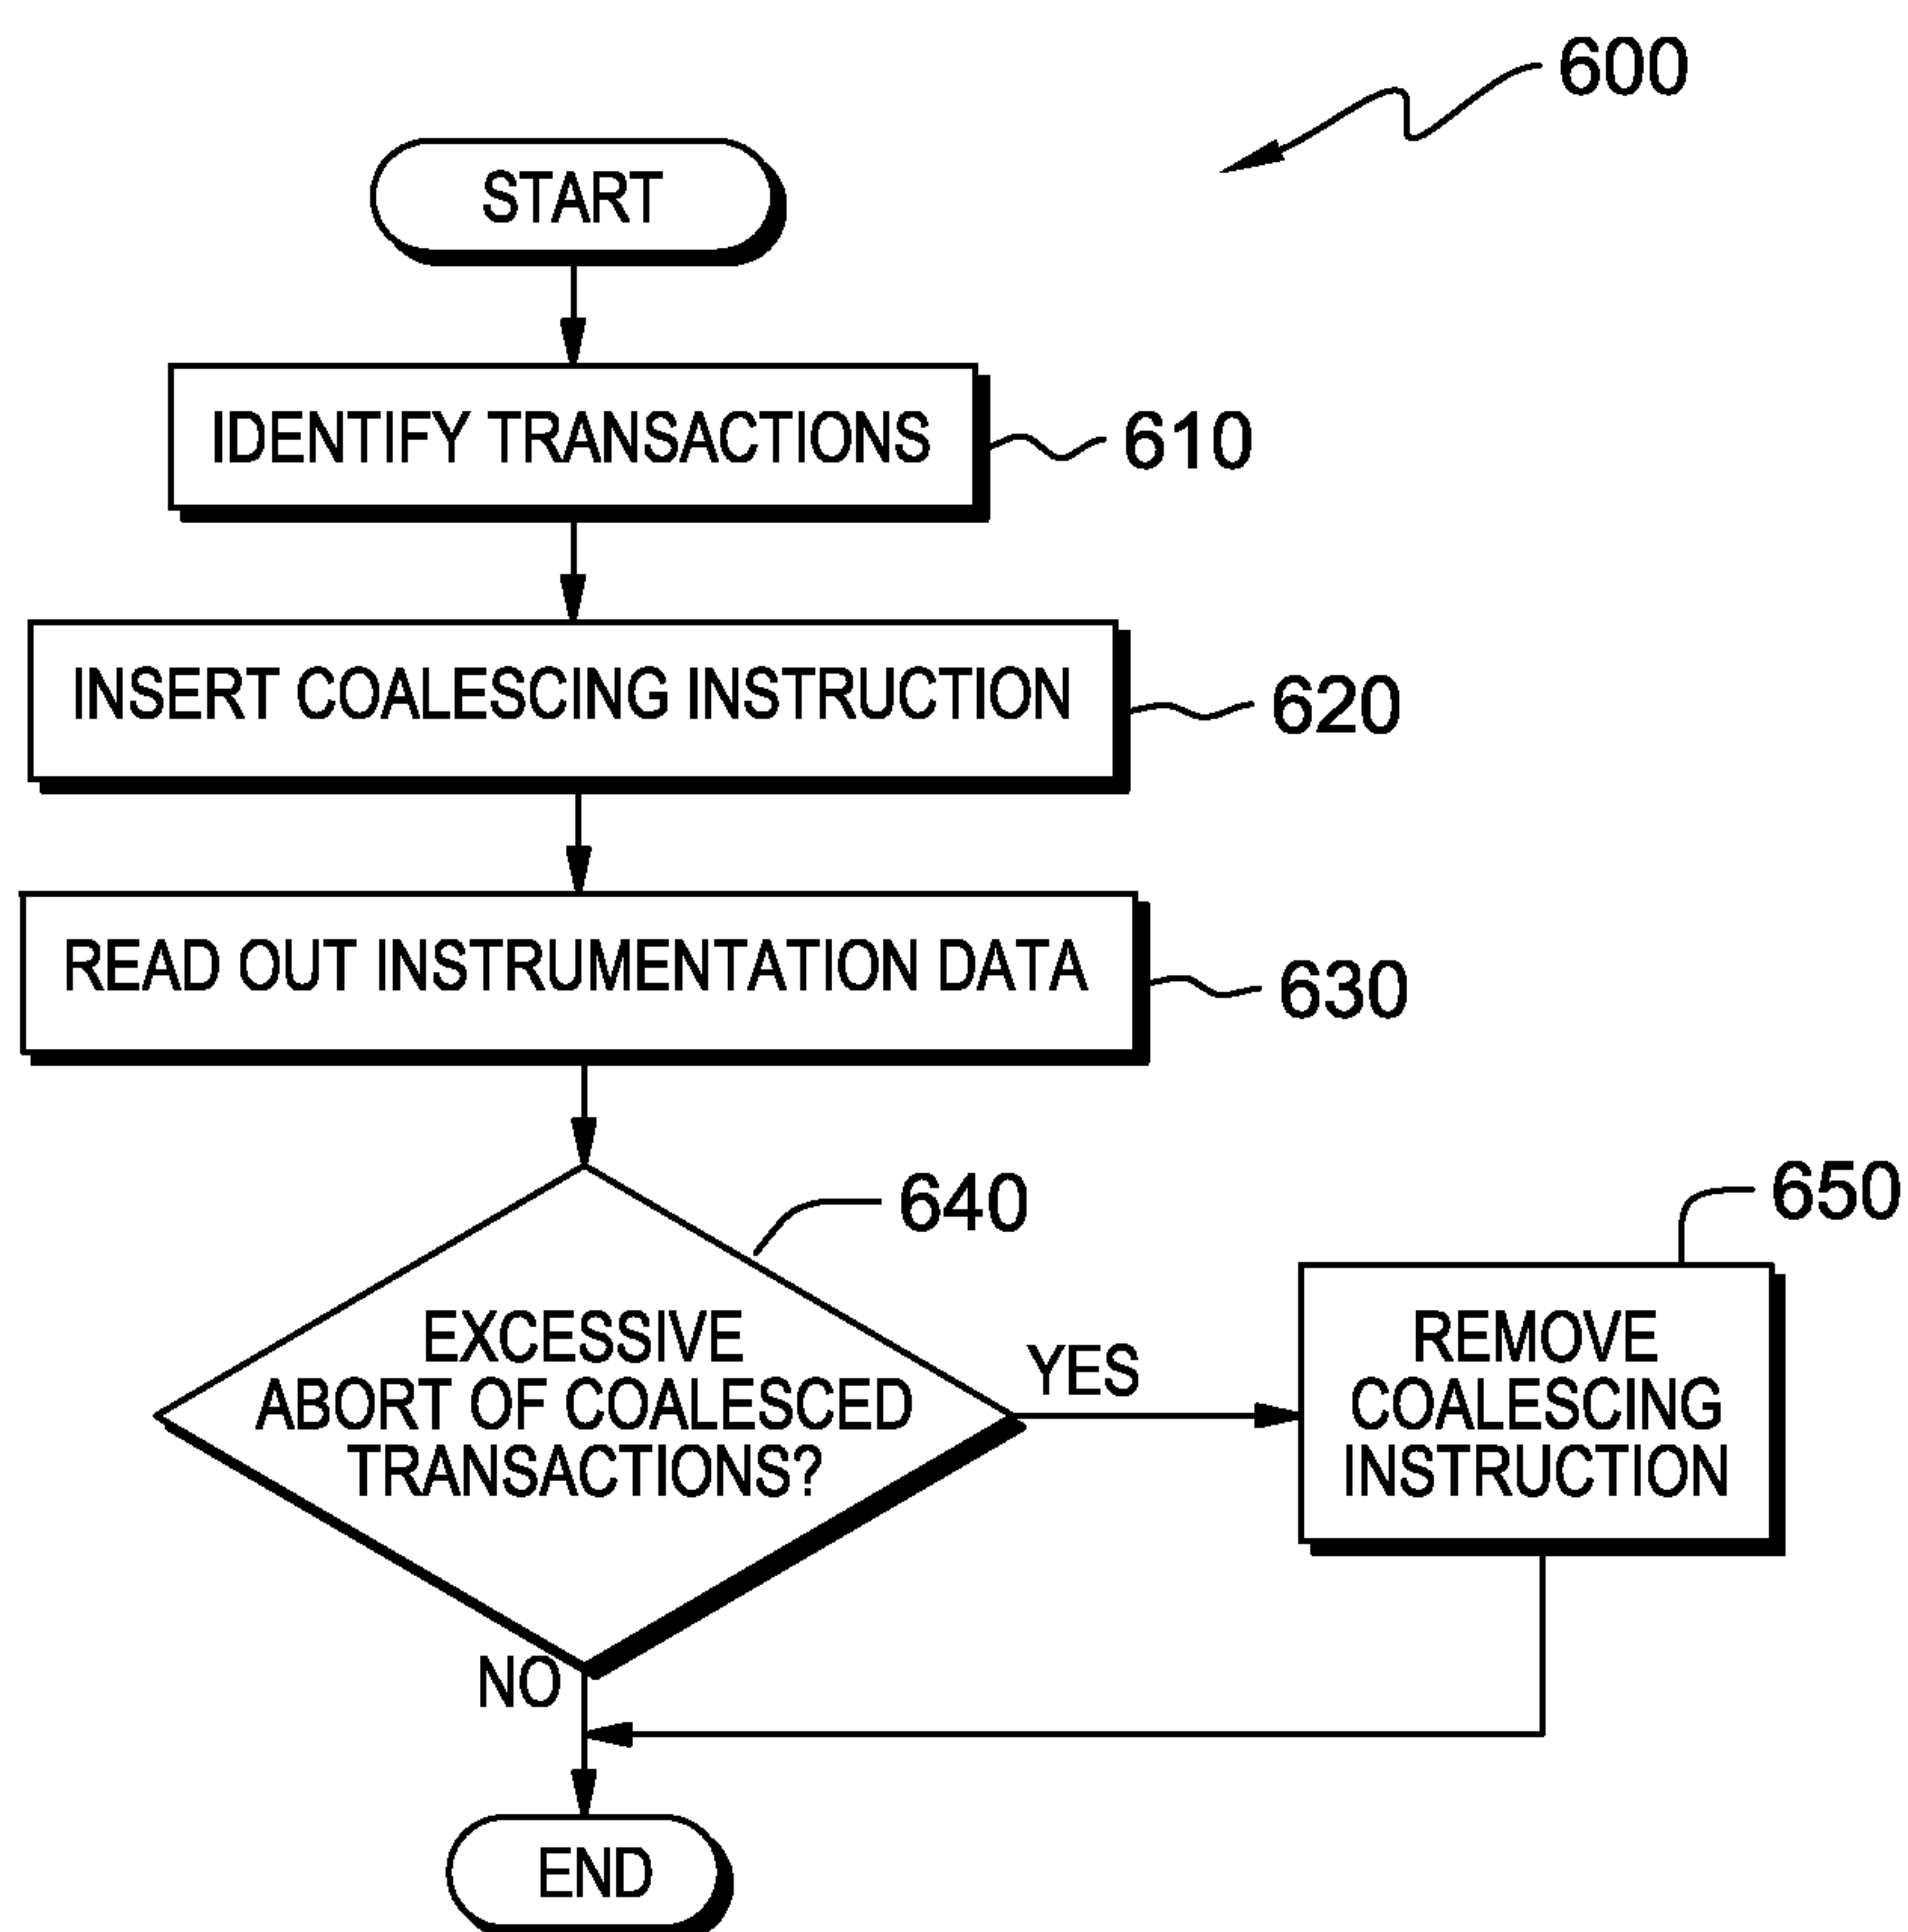 600
START
IDENTIFY TRANSACTIONS
610
INSERT COALESCING INSTRUCTION
620
READ OUT INSTRUMENTATION DATA
630
640
650
EXCESSIVE
ABORT OF COALESCED
TRANSACTIONS?
YES
REMOVE
COALESCING
INSTRUCTION
NO
END